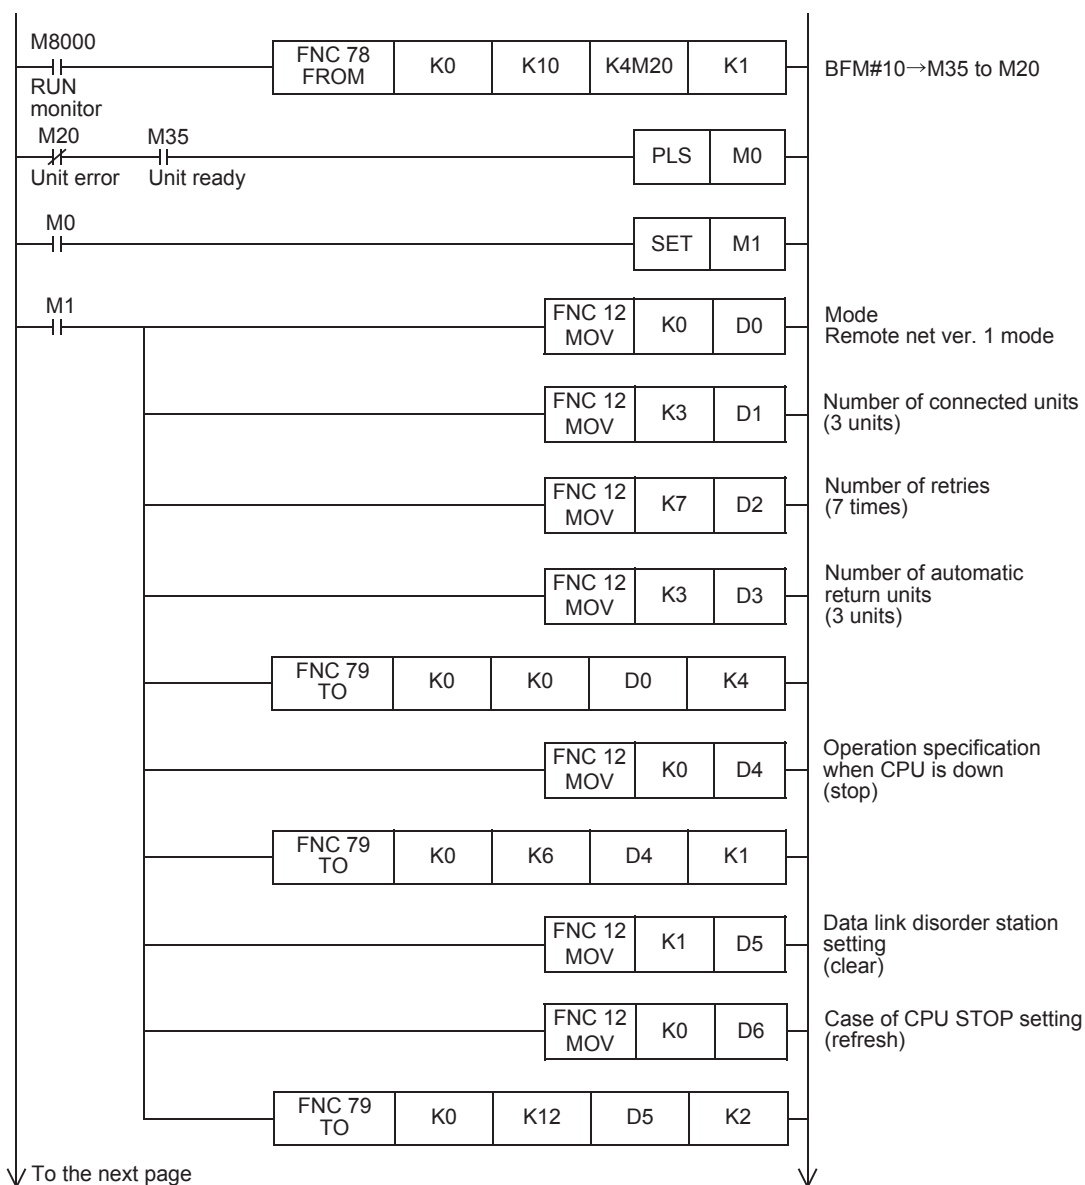 M8000
RUN
monitor
FNC 78
FROM
K0
K10
K4M20
K1
BFM#10→M35 to M20
M20
Unit error
M35
Unit ready
PLS
M0
M0
SET
M1
M1
FNC 12
MOV
K0
D0
Mode
Remote net ver. 1 mode
FNC 12
MOV
K3
D1
Number of connected units
(3 units)
FNC 12
MOV
K7
D2
Number of retries
(7 times)
FNC 12
MOV
K3
D3
Number of automatic
return units
(3 units)
FNC 79
TO
K0
K0
D0
K4
FNC 12
MOV
K0
D4
Operation specification
when CPU is down
(stop)
FNC 79
TO
K0
K6
D4
K1
FNC 12
MOV
K1
D5
Data link disorder station
setting
(clear)
FNC 12
MOV
K0
D6
Case of CPU STOP setting
(refresh)
FNC 79
TO
K0
K12
D5
K2
To the next page